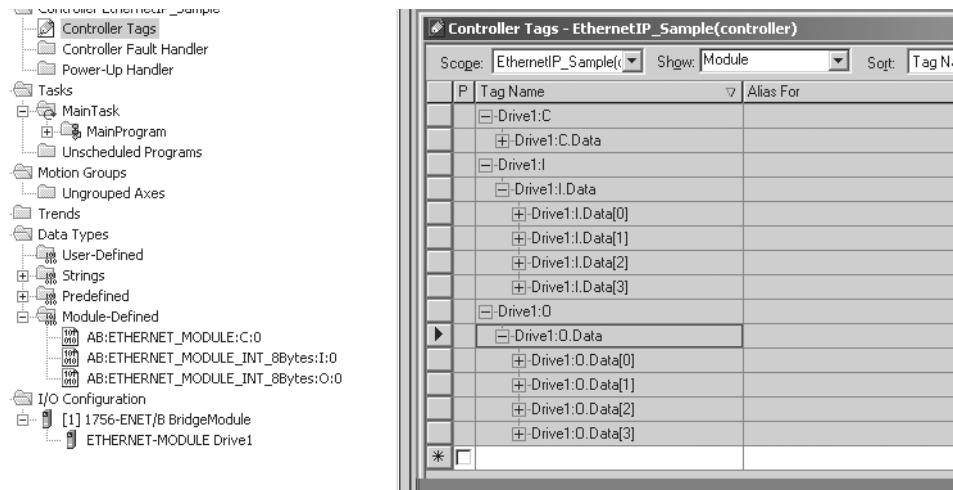 Controller EthernetIP_Sample
Controller Tags
Controller Fault Handler
Power-Up Handler
Tasks
MainTask
MainProgram
Unscheduled Programs
Motion Groups
Ungrouped Axes
Trends
Data Types
User-Defined
Strings
Predefined
Module-Defined
AB:ETHERNET_MODULE:C:0
AB:ETHERNET_MODULE_INT_8Bytes:I:0
AB:ETHERNET_MODULE_INT_8Bytes:O:0
I/O Configuration
[1] 1756-ENET/B BridgeModule
ETHERNET-MODULE Drive1
Controller Tags - EthernetIP_Sample(controller)
Scope: EthernetIP_Sample( Show: Module Sort: Tag N
P Tag Name Alias For
Drive1:C
Drive1:C.Data
Drive1:I
Drive1:I.Data
Drive1:I.Data[0]
Drive1:I.Data[1]
Drive1:I.Data[2]
Drive1:I.Data[3]
Drive1:O
Drive1:O.Data
Drive1:O.Data[0]
Drive1:O.Data[1]
Drive1:O.Data[2]
Drive1:O.Data[3]